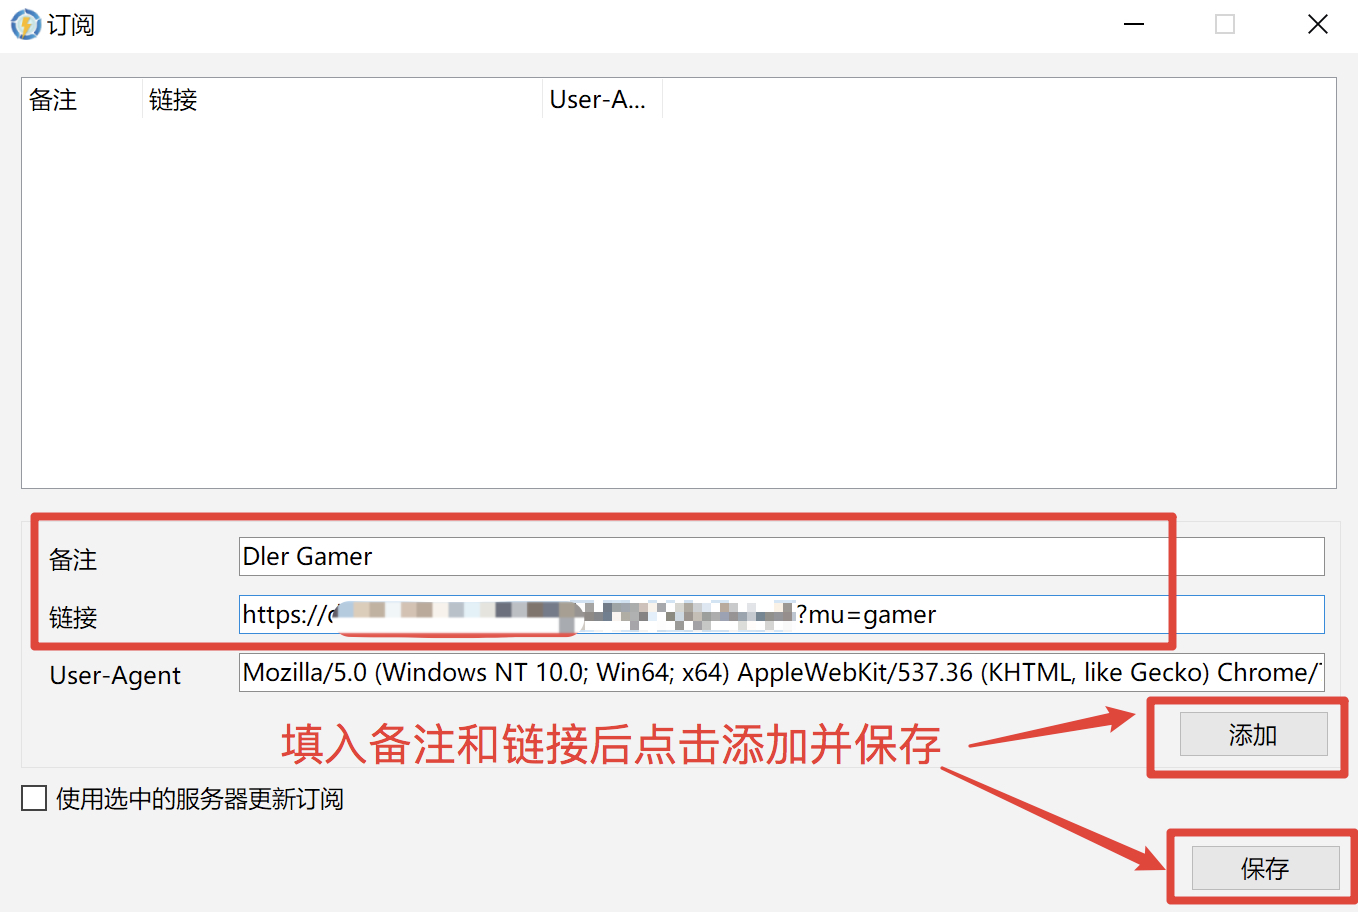 订阅
备注 链接 User-A...
备注 Dler Gamer
链接 https:// ?mu=gamer
User-Agent Mozilla/5.0 (Windows NT 10.0; Win64; x64) AppleWebKit/537.36 (KHTML, like Gecko) Chrome/
填入备注和链接后点击添加并保存
添加
使用选中的服务器更新订阅
保存